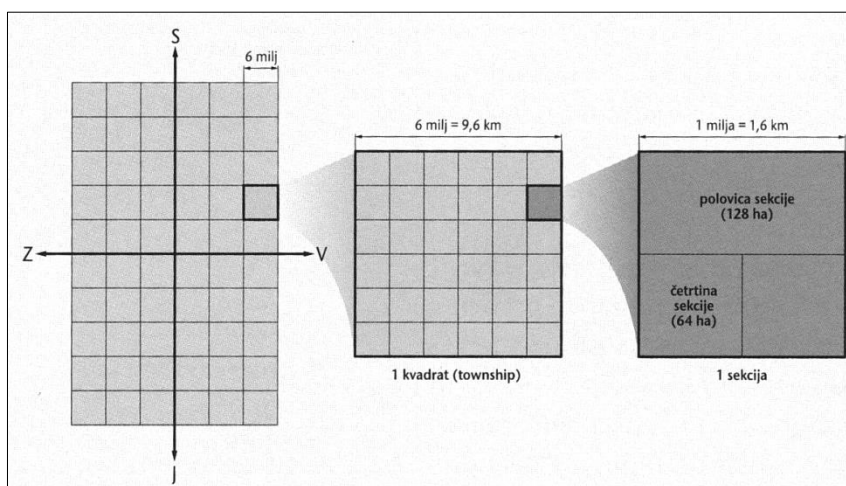 S
6 milj
Z
V
J
6 milj = 9,6 km
1 kvadrat (township)
1 milja = 1,6 km
polovica sekcije
(128 ha)
četrtina
sekcije
(64 ha)
1 sekcija